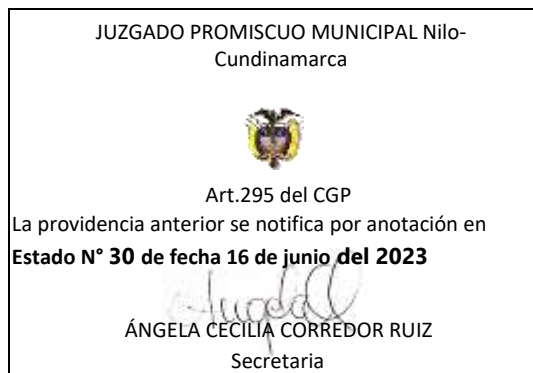 JUZGADO PROMISCUO MUNICIPAL Nilo-
Cundinamarca
Art.295 del CGP
La providencia anterior se notifica por anotación en
Estado N° 30 de fecha 16 de junio del 2023
ÁNGELA CECILIA CORREDOR RUIZ
Secretaria